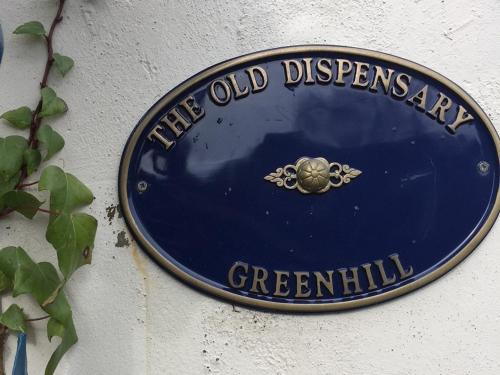 THE OLD DISPENSARY
GREENHILL